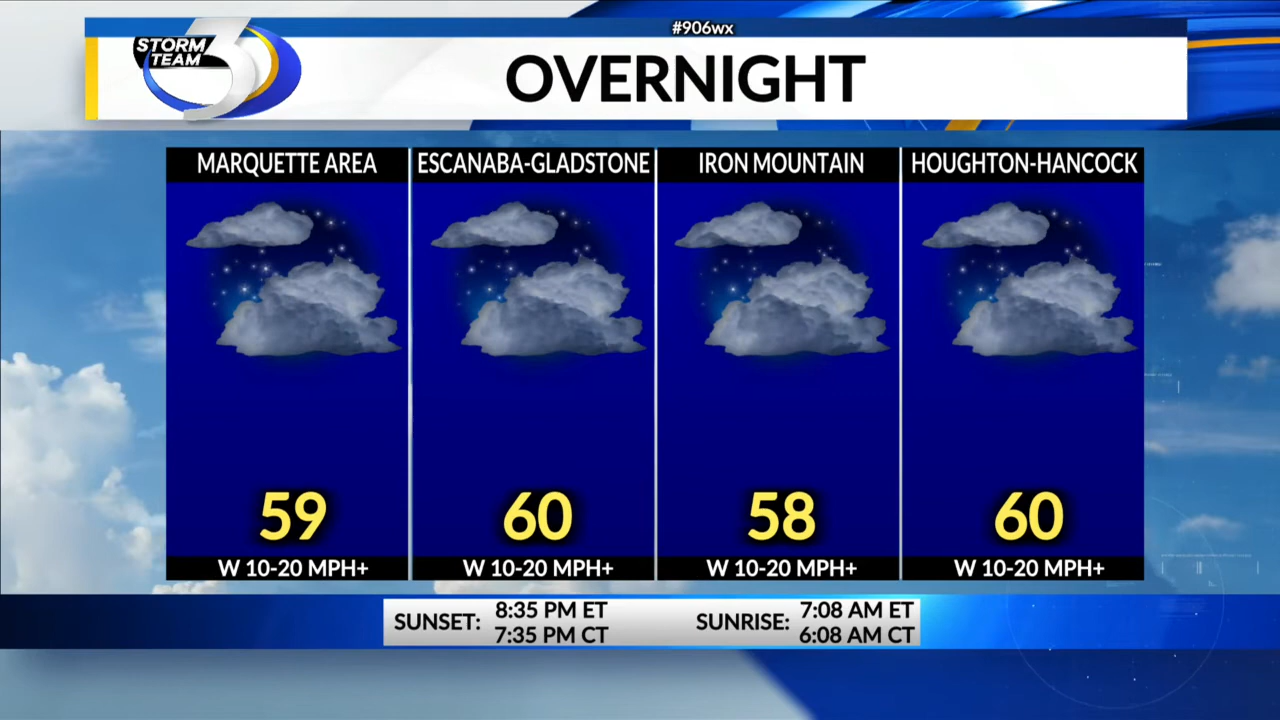 #906wx
STORM
TEAM
3
OVERNIGHT
MARQUETTE AREA
59
W 10-20 MPH+
ESCANABA-GLADSTONE
60
W 10-20 MPH+
IRON MOUNTAIN
58
W 10-20 MPH+
HOUGHTON-HANCOCK
60
W 10-20 MPH+
SUNSET: 8:35 PM ET
7:35 PM CT
SUNRISE: 7:08 AM ET
6:08 AM CT